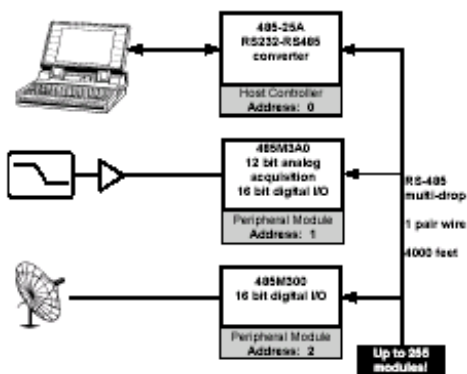 485-25A
RS232-RS485
converter
Host Controller
Address: 0
485M3A0
12 bit analog
acquisition
16 bit digital I/O
Peripheral Module
Address: 1
RS-485
multi-drop
1 pair wire
4000 feet
485M300
16 bit digital I/O
Peripheral Module
Address: 2
Up to 256
modules!